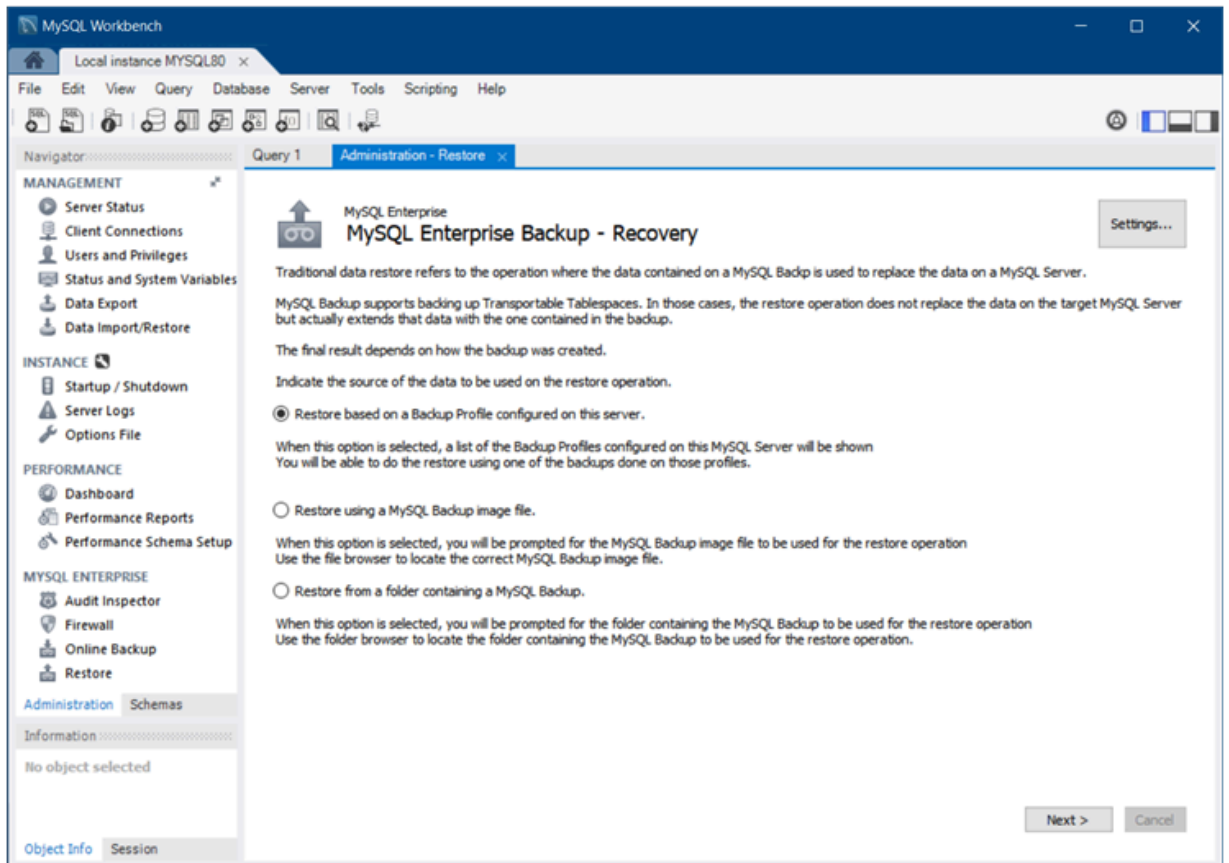 MySQL Workbench
Local instance MYSQL80
File Edit View Query Database Server Tools Scripting Help
Navigator
MANAGEMENT
Server Status
Client Connections
Users and Privileges
Status and System Variables
Data Export
Data Import/Restore
INSTANCE
Startup / Shutdown
Server Logs
Options File
PERFORMANCE
Dashboard
Performance Reports
Performance Schema Setup
MYSQL ENTERPRISE
Audit Inspector
Firewall
Online Backup
Restore
Administration Schemas
Information
No object selected
Object Info Session
Query 1 Administration - Restore
MySQL Enterprise
MySQL Enterprise Backup - Recovery
Settings...
Traditional data restore refers to the operation where the data contained on a MySQL Backp is used to replace the data on a MySQL Server.
MySQL Backup supports backing up Transportable Tablespaces. In those cases, the restore operation does not replace the data on the target MySQL Server
but actually extends that data with the one contained in the backup.
The final result depends on how the backup was created.
Indicate the source of the data to be used on the restore operation.
Restore based on a Backup Profile configured on this server.
When this option is selected, a list of the Backup Profiles configured on this MySQL Server will be shown
You will be able to do the restore using one of the backups done on those profiles.
Restore using a MySQL Backup image file.
When this option is selected, you will be prompted for the MySQL Backup image file to be used for the restore operation
Use the file browser to locate the correct MySQL Backup image file.
Restore from a folder containing a MySQL Backup.
When this option is selected, you will be prompted for the folder containing the MySQL Backup to be used for the restore operation
Use the folder browser to locate the folder containing the MySQL Backup to be used for the restore operation.
Next > Cancel